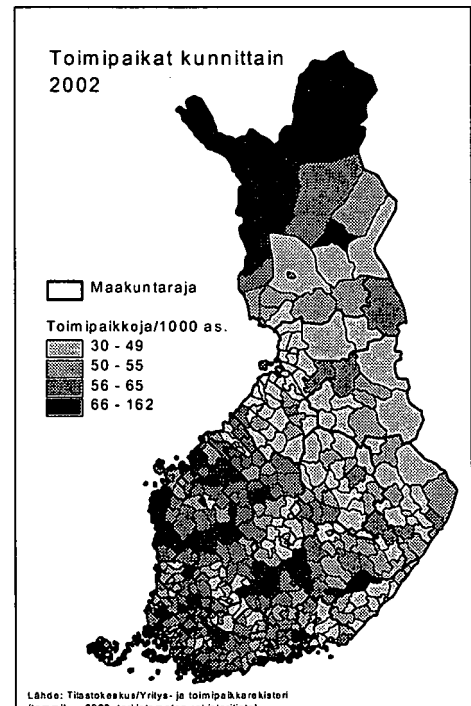 Toimipaikat kunnittain
2002
Maakuntaraja
Toimipaikkoja/1000 as.
30 - 49
50 - 55
56 - 65
66 - 162
Lähde: Tilastokeskus/Yritys- ja toimipaikkarekisteri